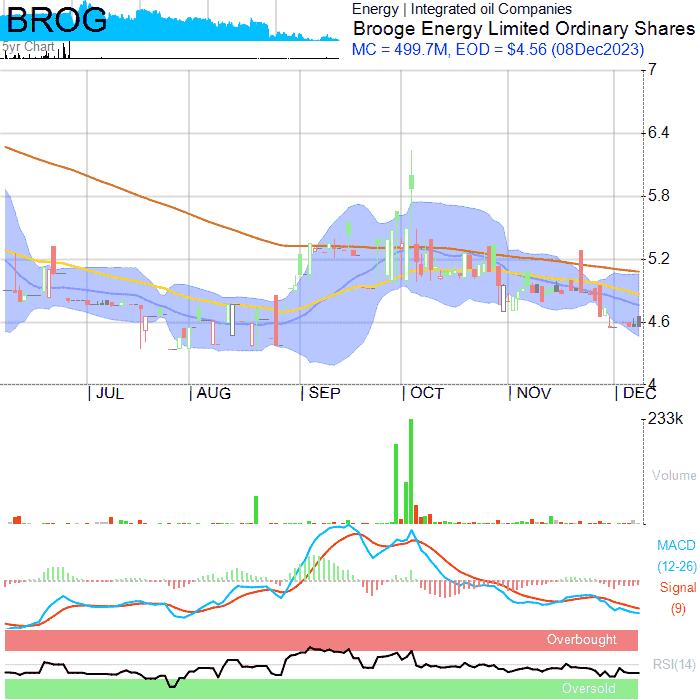 BROG
5yr Chart
Energy | Integrated oil Companies
Brooge Energy Limited Ordinary Shares
MC = 499.7M, EOD = $4.56 (08Dec2023)
7
6.4
5.8
5.2
4.6
4
JUL AUG SEP OCT NOV DEC
233k
Volume
MACD
(12-26)
Signal
(9)
Overbought
RSI(14)
Oversold